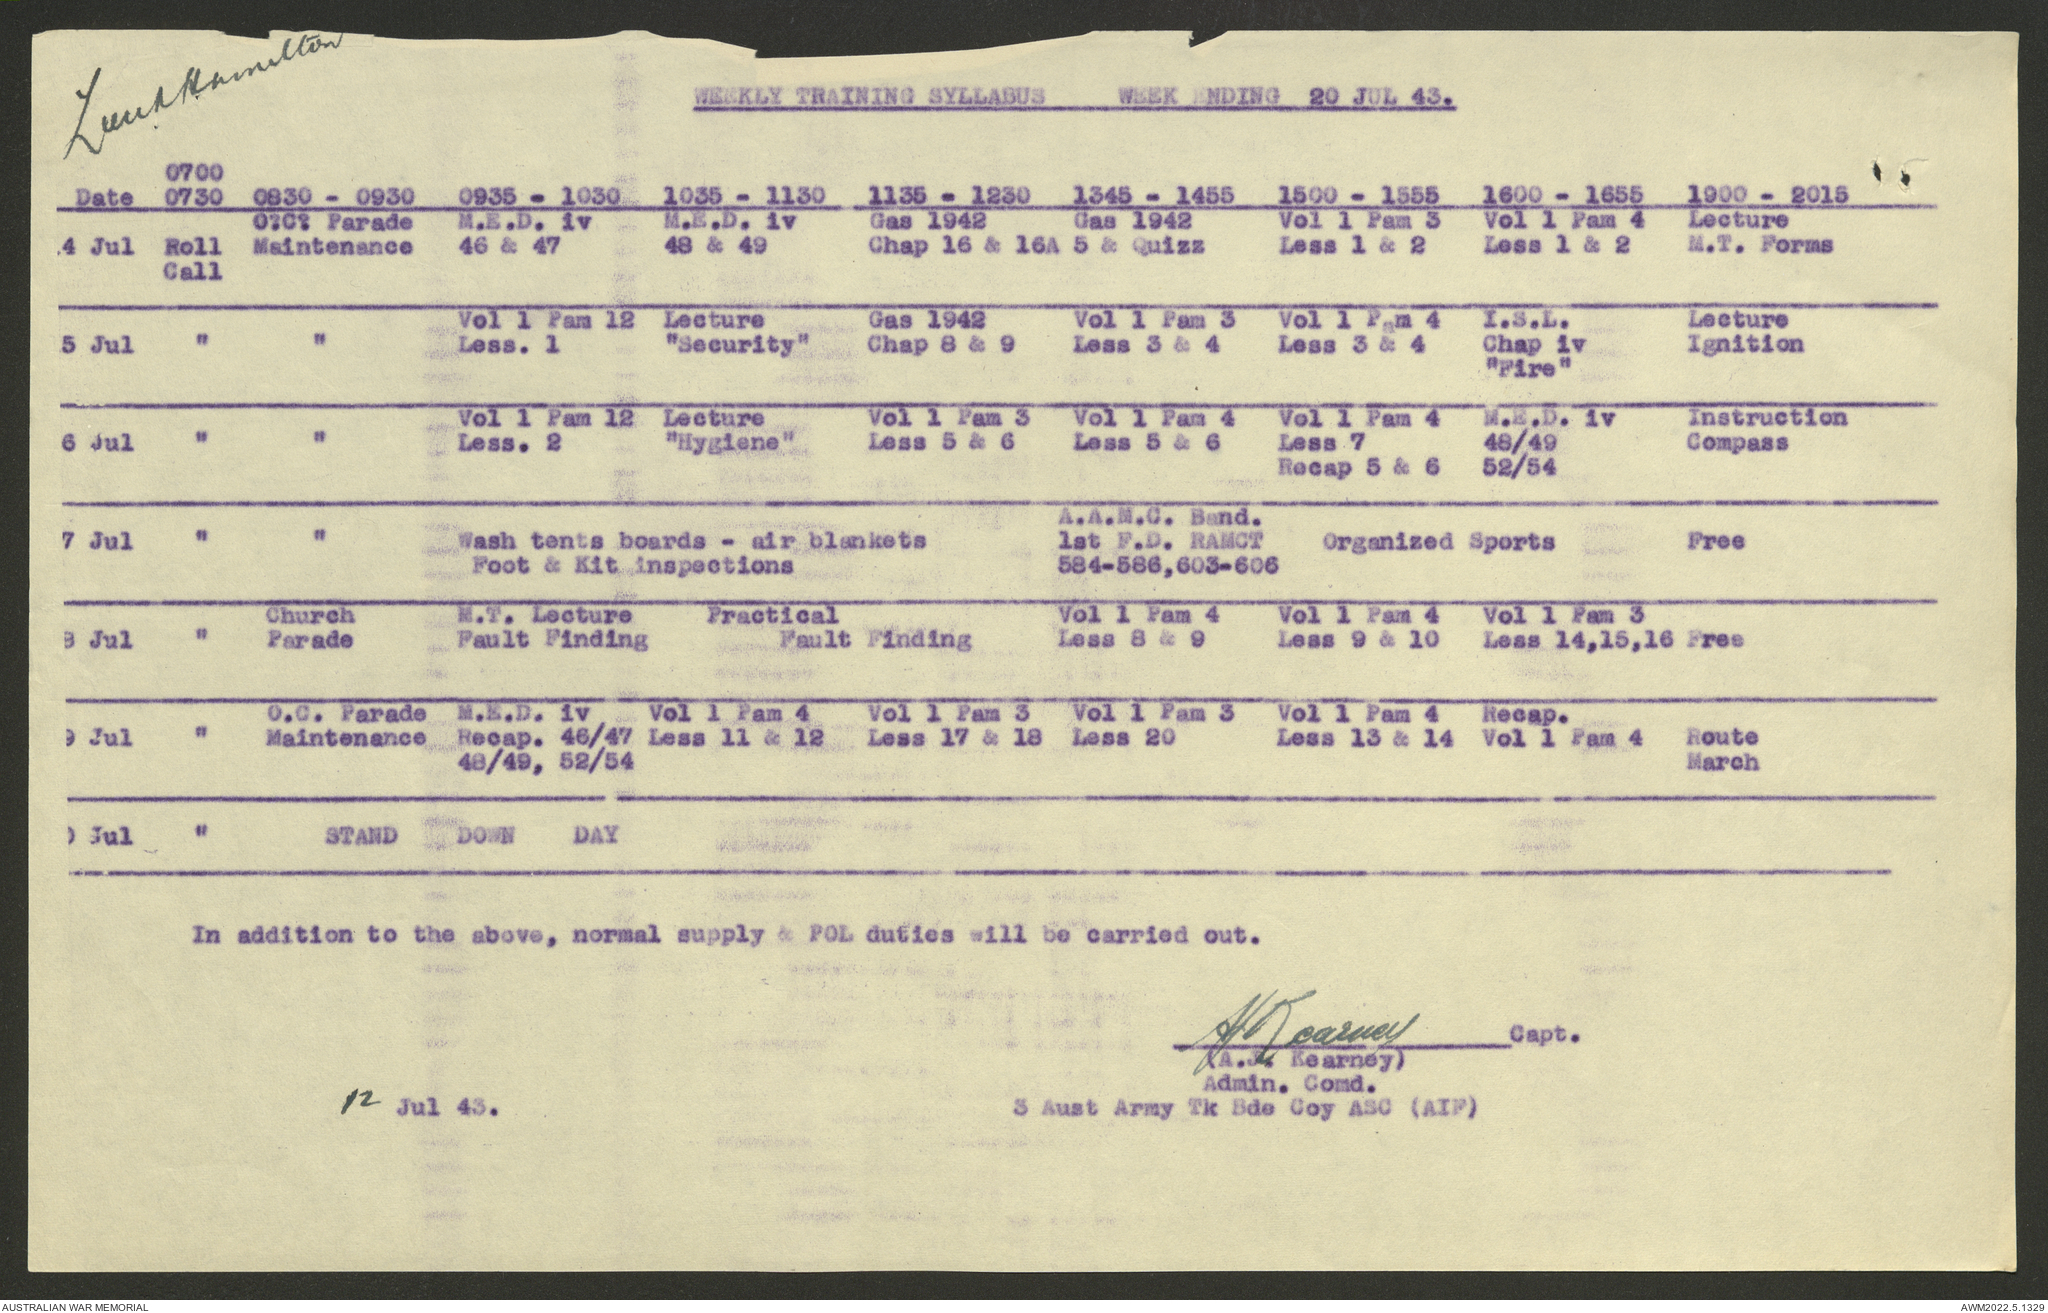 Lieut Hamilton
WEEKLY TRAINING SYLLABUS WEEK ENDING 20 JUL 43.
0700
Date 0730 0830 - 0930 0935 - 1030 1035 - 1130 1135 - 1230 1345 - 1455 1500 - 1555 1600 - 1655 1900 - 2015
O?C? Parade M.E.D. iv M.E.D. iv Gas 1942 Gas 1942 Vol 1 Pam 3 Vol 1 Pam 4 Lecture
4 Jul Roll Maintenance 46 & 47 48 & 49 Chap 16 & 16A 5 & Quizz Less 1 & 2 Less 1 & 2 M.T. Forms
Call
Vol 1 Pam 12 Lecture Gas 1942 Vol 1 Pam 3 Vol 1 Pam 4 I.S.L. Lecture
5 Jul " " Less. 1 "Security" Chap 8 & 9 Less 3 & 4 Less 3 & 4 Chap iv Ignition
"Fire"
Vol 1 Pam 12 Lecture Vol 1 Pam 3 Vol 1 Pam 4 Vol 1 Pam 4 M.E.D. iv Instruction
6 Jul " " Less. 2 "Hygiene" Less 5 & 6 Less 5 & 6 Less 7 48/49 Compass
Recap 5 & 6 52/54
A.A.M.C. Band.
7 Jul " " Wash tents boards - air blankets 1st F.D. RAMCT Organized Sports Free
Foot & Kit inspections 584-586,603-606
Church M.T. Lecture Practical Vol 1 Pam 4 Vol 1 Pam 4 Vol 1 Pam 3
8 Jul " Parade Fault Finding Fault Finding Less 8 & 9 Less 9 & 10 Less 14,15,16 Free
O.C. Parade M.E.D. iv Vol 1 Pam 4 Vol 1 Pam 3 Vol 1 Pam 3 Vol 1 Pam 4 Recap.
9 Jul " Maintenance Recap. 46/47 Less 11 & 12 Less 17 & 18 Less 20 Less 13 & 14 Vol 1 Pam 4 Route
48/49, 52/54 March
0 Jul " STAND DOWN DAY
In addition to the above, normal supply & POL duties will be carried out.
AJ Kearney Capt.
(A.J. Kearney)
Admin. Comd.
12 Jul 43. 3 Aust Army Tk Bde Coy ASC (AIF)
AUSTRALIAN WAR MEMORIAL AWM2022.5.1329